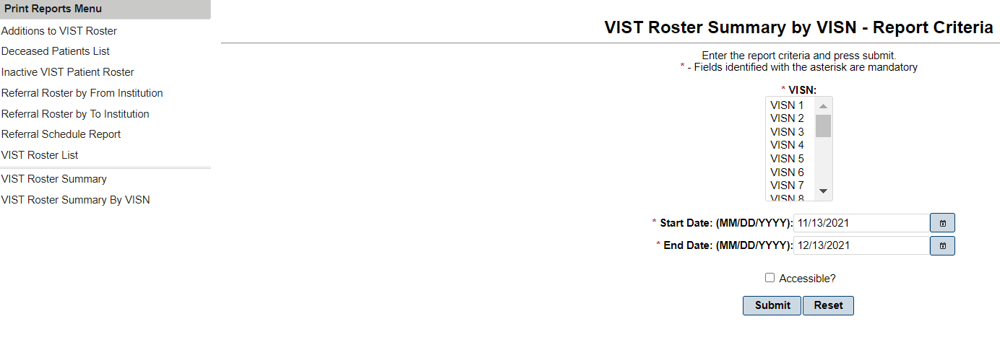 Print Reports Menu
Additions to VIST Roster
Deceased Patients List
Inactive VIST Patient Roster
Referral Roster by From Institution
Referral Roster by To Institution
Referral Schedule Report
VIST Roster List
VIST Roster Summary
VIST Roster Summary By VISN
VIST Roster Summary by VISN - Report Criteria
Enter the report criteria and press submit.
* - Fields identified with the asterisk are mandatory
* VISN:
VISN 1
VISN 2
VISN 3
VISN 4
VISN 5
VISN 6
VISN 7
VISN 8
* Start Date: (MM/DD/YYYY): 11/13/2021
* End Date: (MM/DD/YYYY): 12/13/2021
Accessible?
Submit Reset